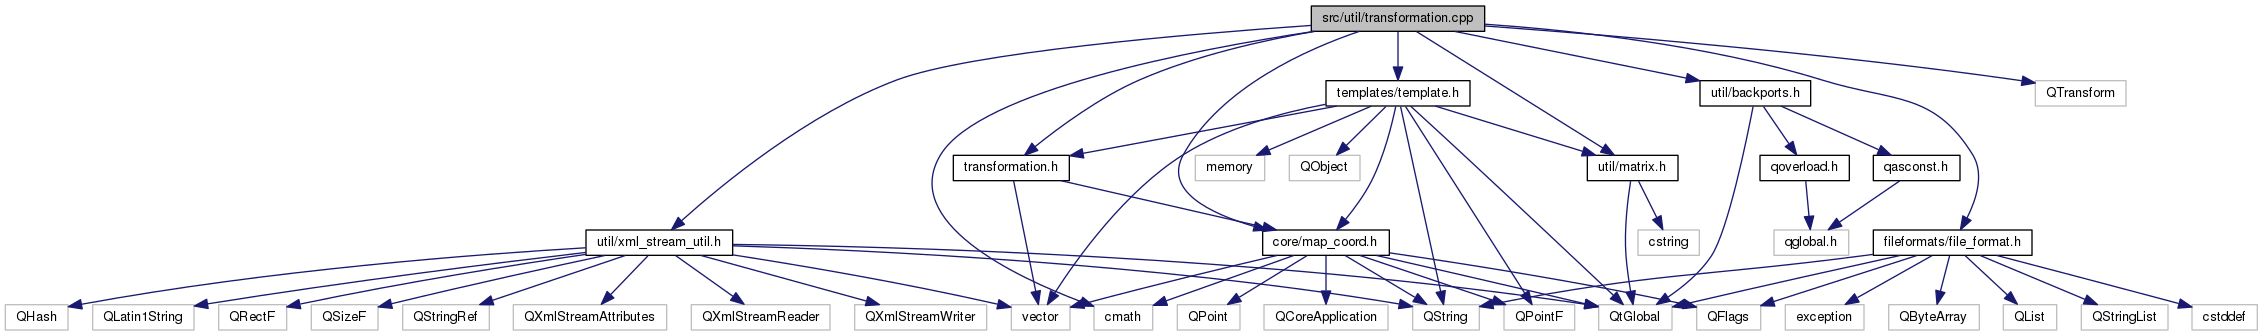 src/util/transformation.cpp
templates/template.h
util/backports.h
QTransform
transformation.h
memory
QObject
util/matrix.h
qoverload.h
qasconst.h
util/xml_stream_util.h
core/map_coord.h
cstring
qglobal.h
fileformats/file_format.h
QHash
QLatin1String
QRectF
QSizeF
QStringRef
QXmlStreamAttributes
QXmlStreamReader
QXmlStreamWriter
vector
cmath
QPoint
QCoreApplication
QString
QPointF
QtGlobal
QFlags
exception
QByteArray
QList
QStringList
cstddef